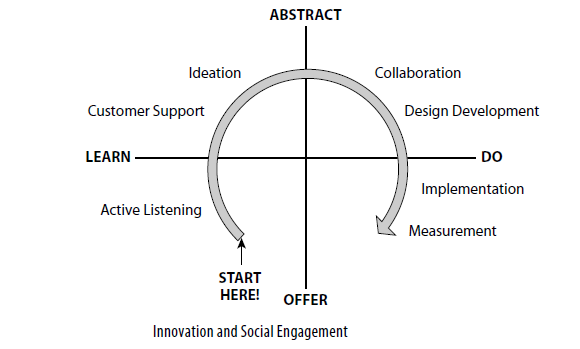 ABSTRACT
Ideation
Collaboration
Customer Support
Design Development
LEARN
DO
Implementation
Active Listening
Measurement
START
HERE!
OFFER
Innovation and Social Engagement